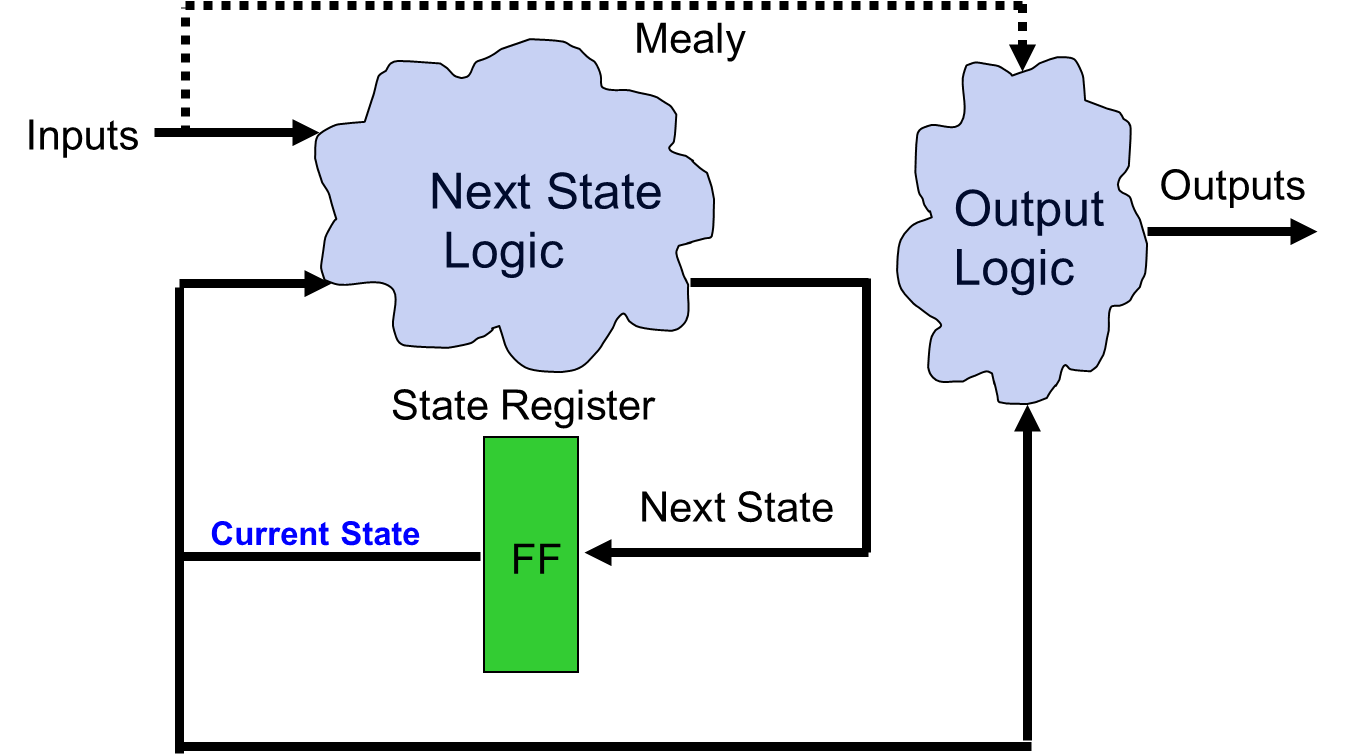 Mealy
Inputs
Next State
Logic
Output
Logic
Outputs
State Register
Current State
FF
Next State